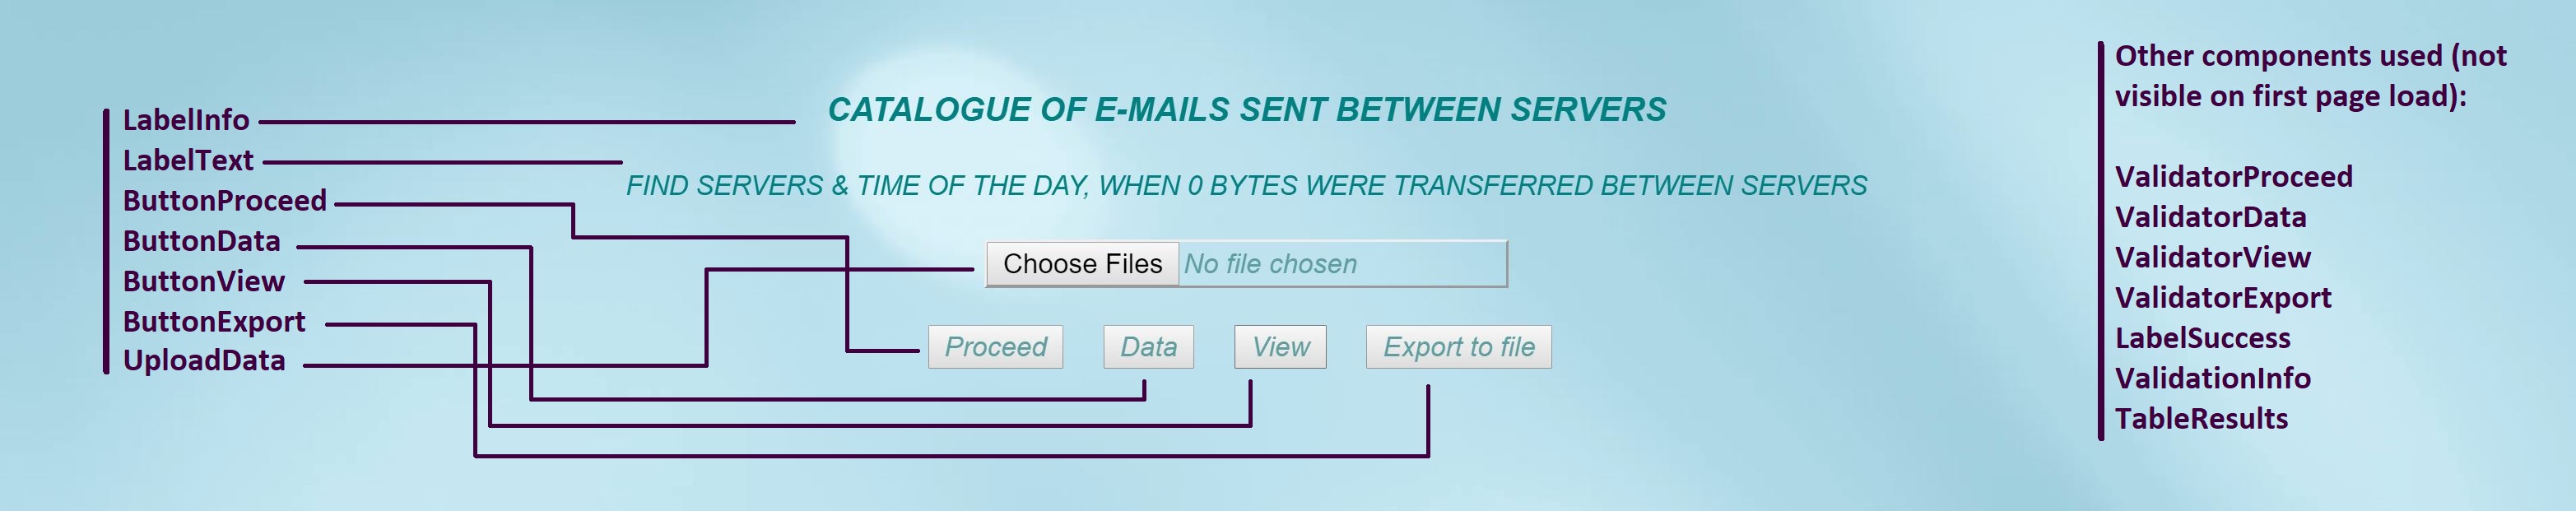 LabelInfo
LabelText
ButtonProceed
ButtonData
ButtonView
ButtonExport
UploadData
CATALOGUE OF E-MAILS SENT BETWEEN SERVERS
FIND SERVERS & TIME OF THE DAY, WHEN 0 BYTES WERE TRANSFERRED BETWEEN SERVERS
Choose Files No file chosen
Proceed Data View Export to file
Other components used (not
visible on first page load):
ValidatorProceed
ValidatorData
ValidatorView
ValidatorExport
LabelSuccess
ValidationInfo
TableResults